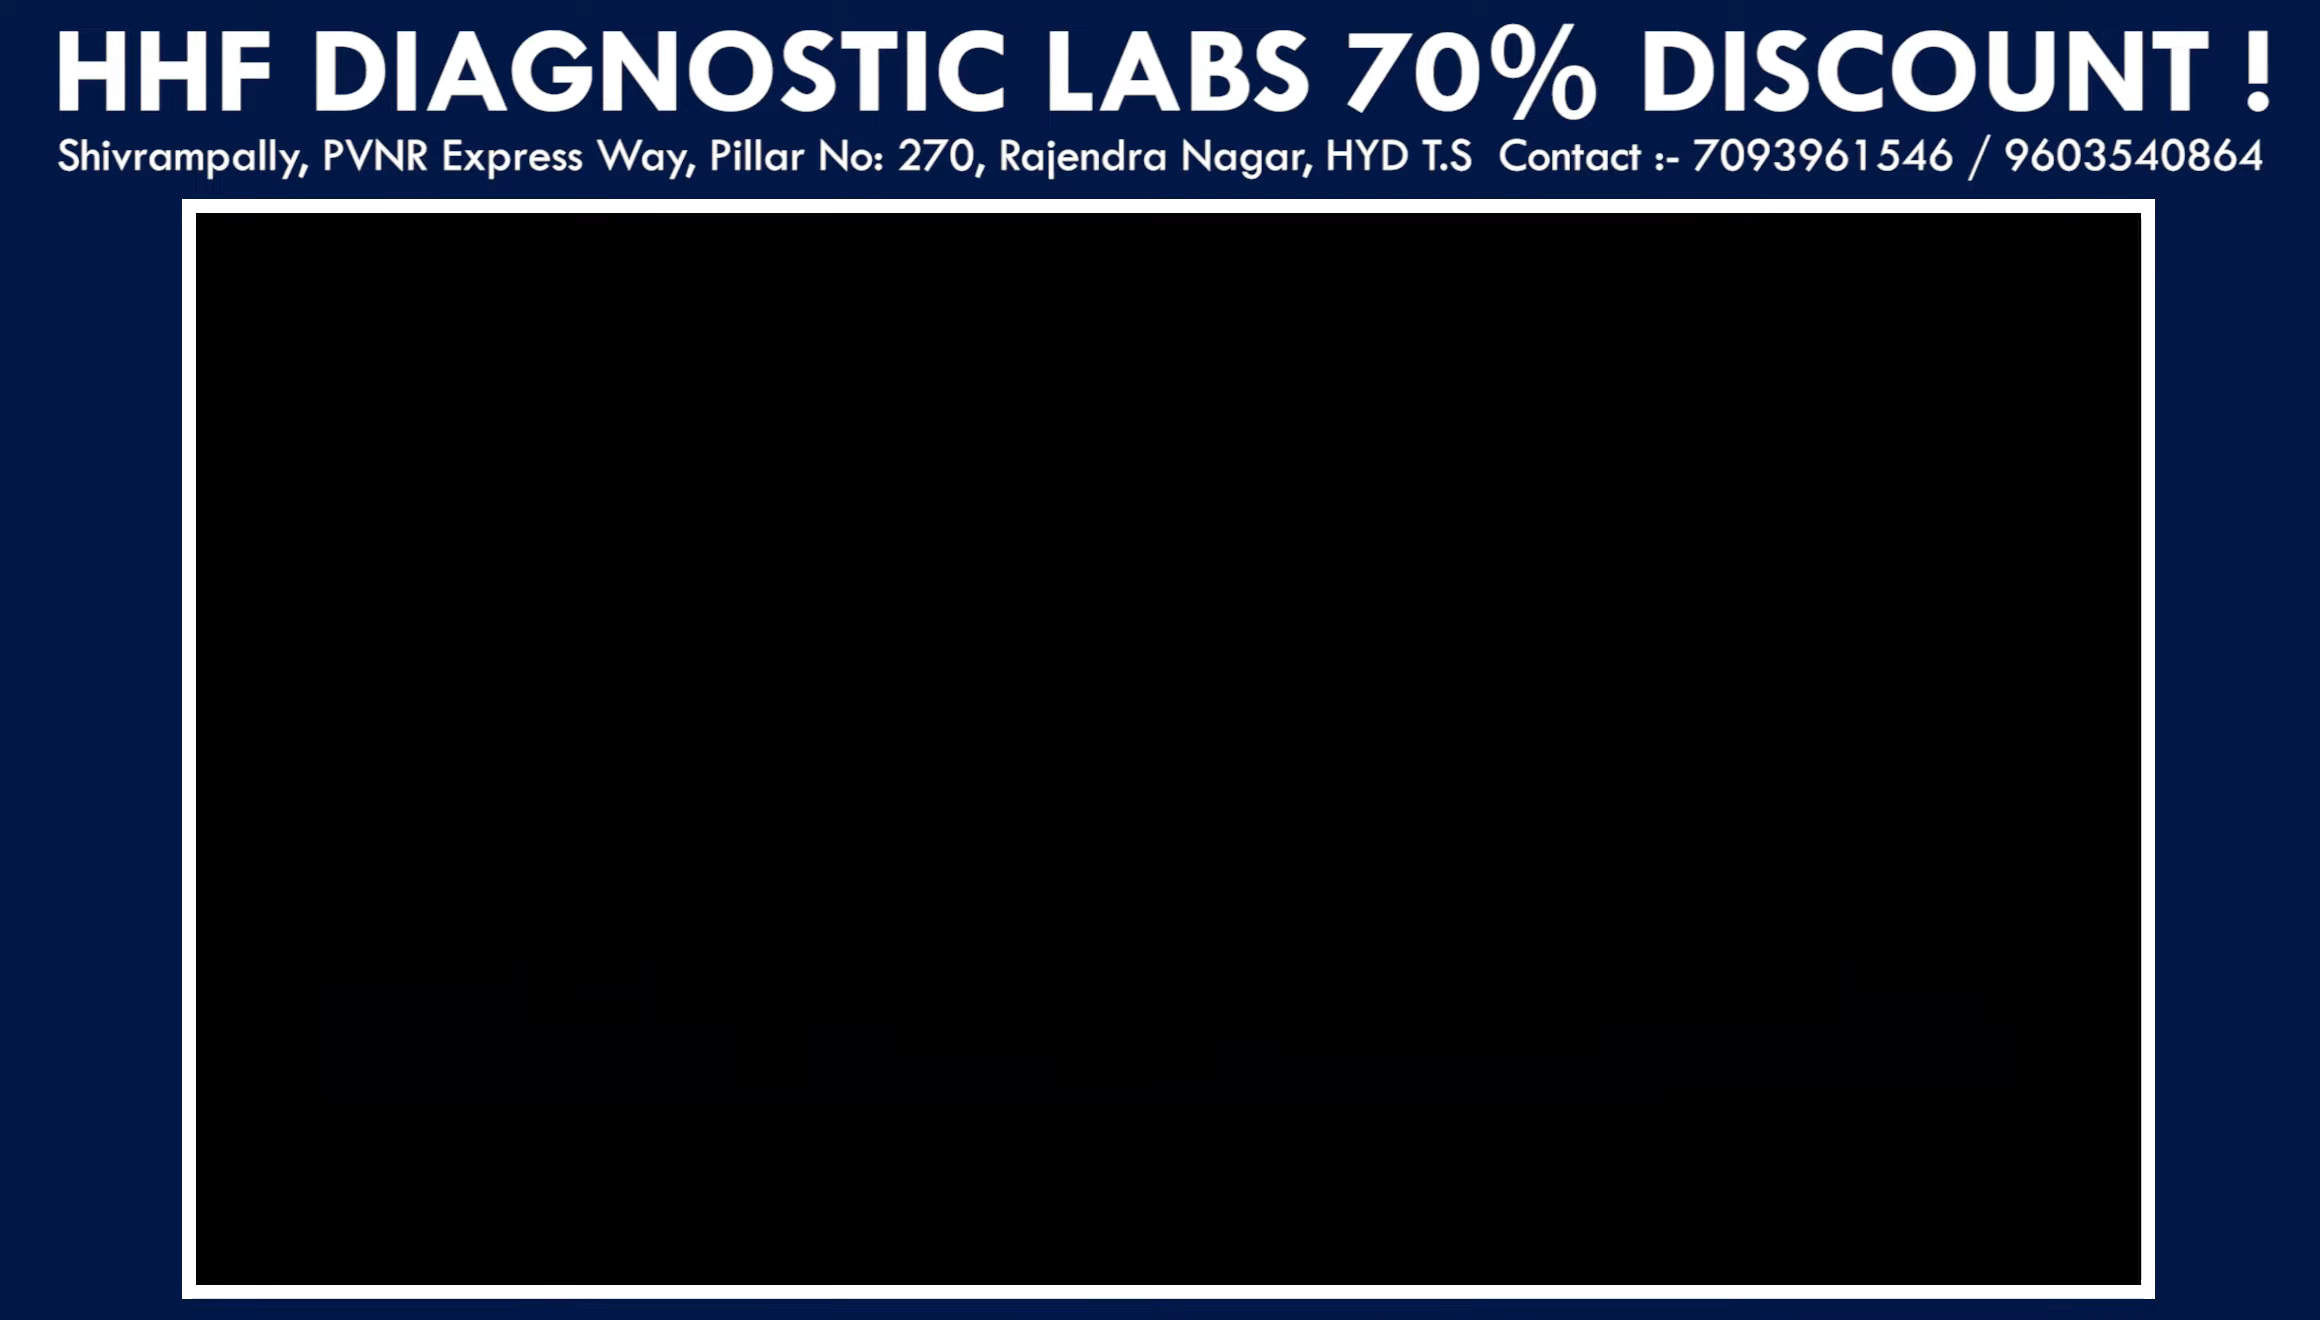 HHF DIAGNOSTIC LABS 70% DISCOUNT !
Shivrampally, PVNR Express Way, Pillar No: 270, Rajendra Nagar, HYD T.S Contact :- 7093961546 / 9603540864